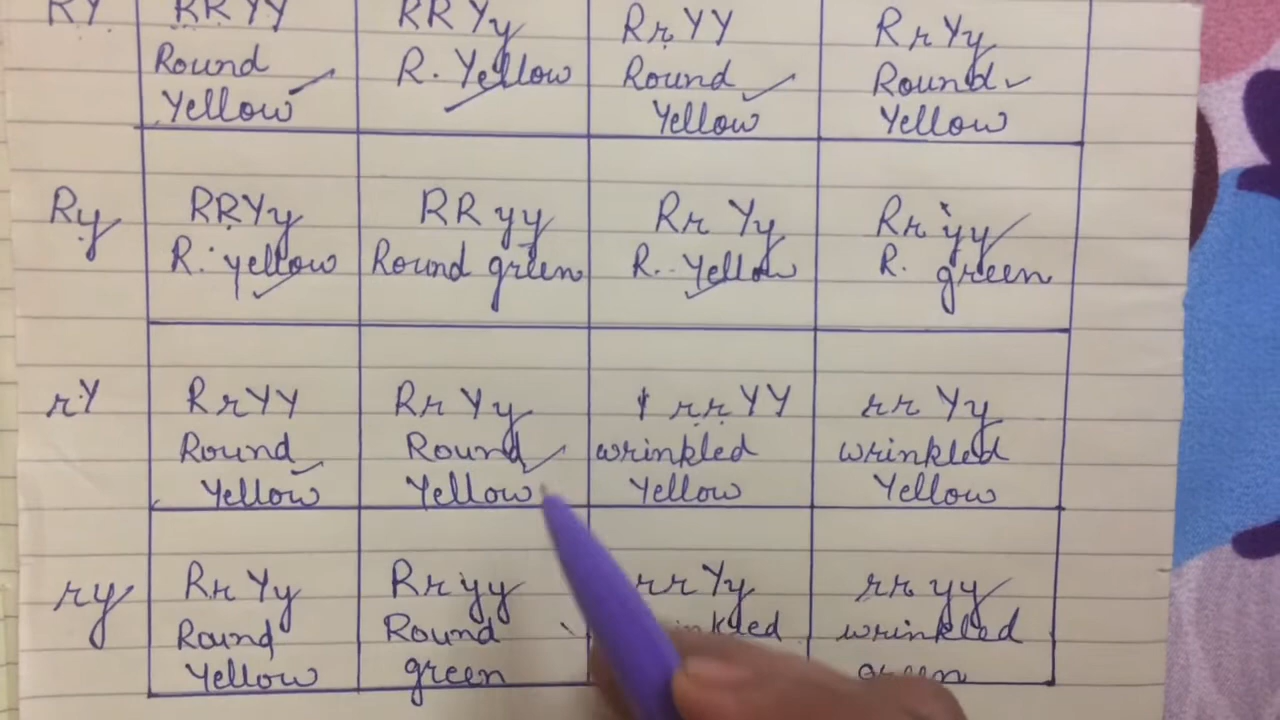 RY RRYY RRYy RrYY RrYy
Round R. Yellow Round Round
Yellow Yellow Yellow
Ry RRYy RRyy RrYy Rryy
R. yellow Round green R. Yellow R. green
rY RrYY RrYy rrYY rrYy
Round Round wrinkled wrinkled
Yellow Yellow Yellow Yellow
ry RrYy Rryy rrYy rryy
Round Round wrinkled
Yellow green green